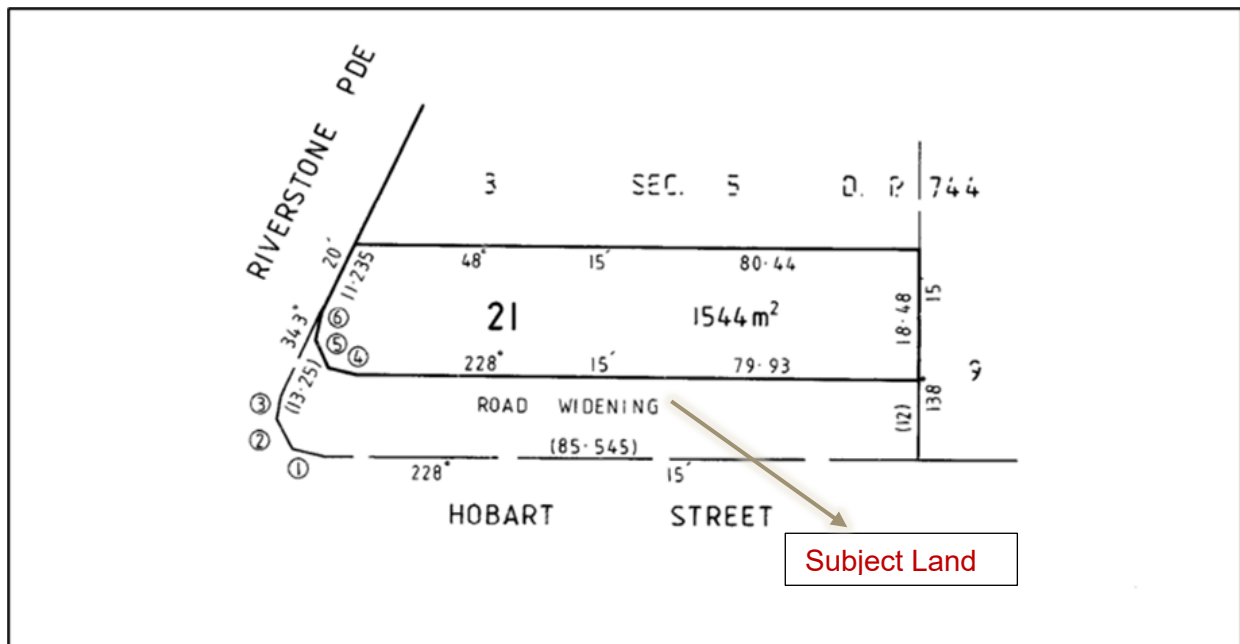 RIVERSTONE PDE
3 SEC. 5 D. P. 744
20′
11·235
48° 15′ 80·44
21 1544m²
18·48
15
⑥
⑤ ④
343°
(13·25)
228° 15′ 79·93
9
③
②
①
ROAD WIDENING
(12)
138
(85·545)
228° 15′
HOBART STREET
Subject Land